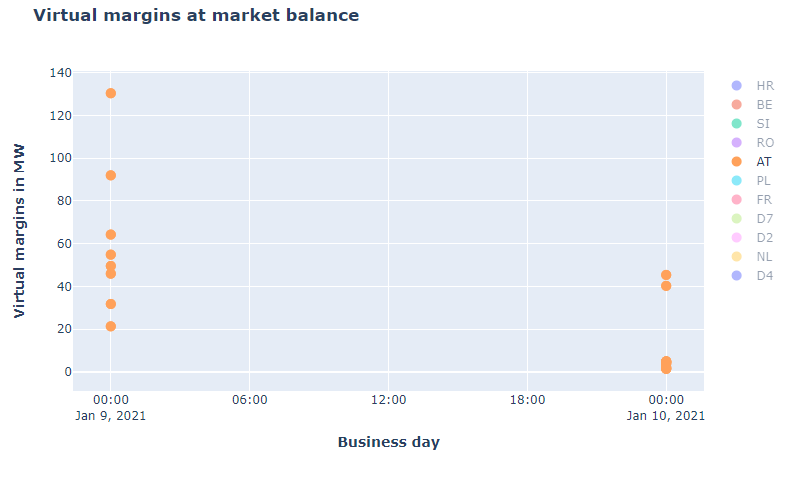 Virtual margins at market balance
Virtual margins in MW
140
120
100
80
60
40
20
0
00:00
Jan 9, 2021
06:00
12:00
18:00
00:00
Jan 10, 2021
Business day
HR
BE
SI
RO
AT
PL
FR
D7
D2
NL
D4